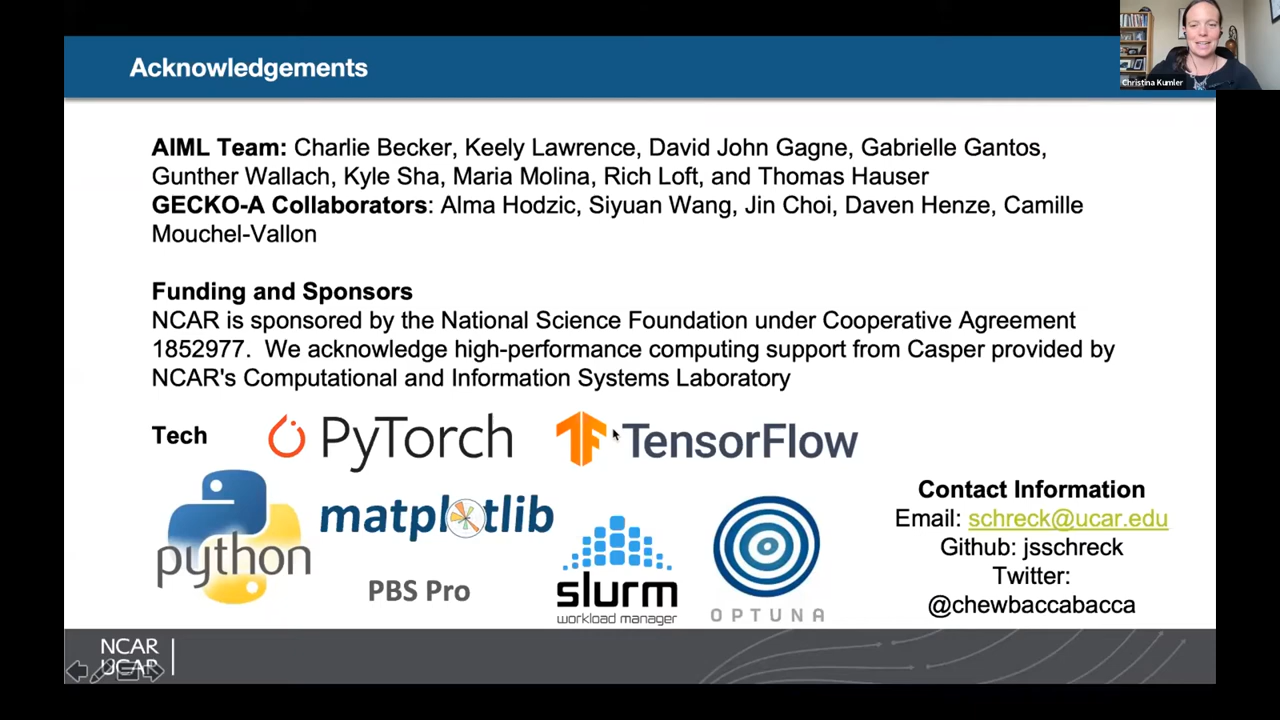 Acknowledgements
Christina Kumler
AIML Team: Charlie Becker, Keely Lawrence, David John Gagne, Gabrielle Gantos,
Gunther Wallach, Kyle Sha, Maria Molina, Rich Loft, and Thomas Hauser
GECKO-A Collaborators: Alma Hodzic, Siyuan Wang, Jin Choi, Daven Henze, Camille
Mouchel-Vallon
Funding and Sponsors
NCAR is sponsored by the National Science Foundation under Cooperative Agreement
1852977.  We acknowledge high-performance computing support from Casper provided by
NCAR's Computational and Information Systems Laboratory
Tech
PyTorch
TensorFlow
python
matplotlib
PBS Pro
slurm
workload manager
OPTUNA
Contact Information
Email: schreck@ucar.edu
Github: jsschreck
Twitter:
@chewbaccabacca
NCAR
UCAR